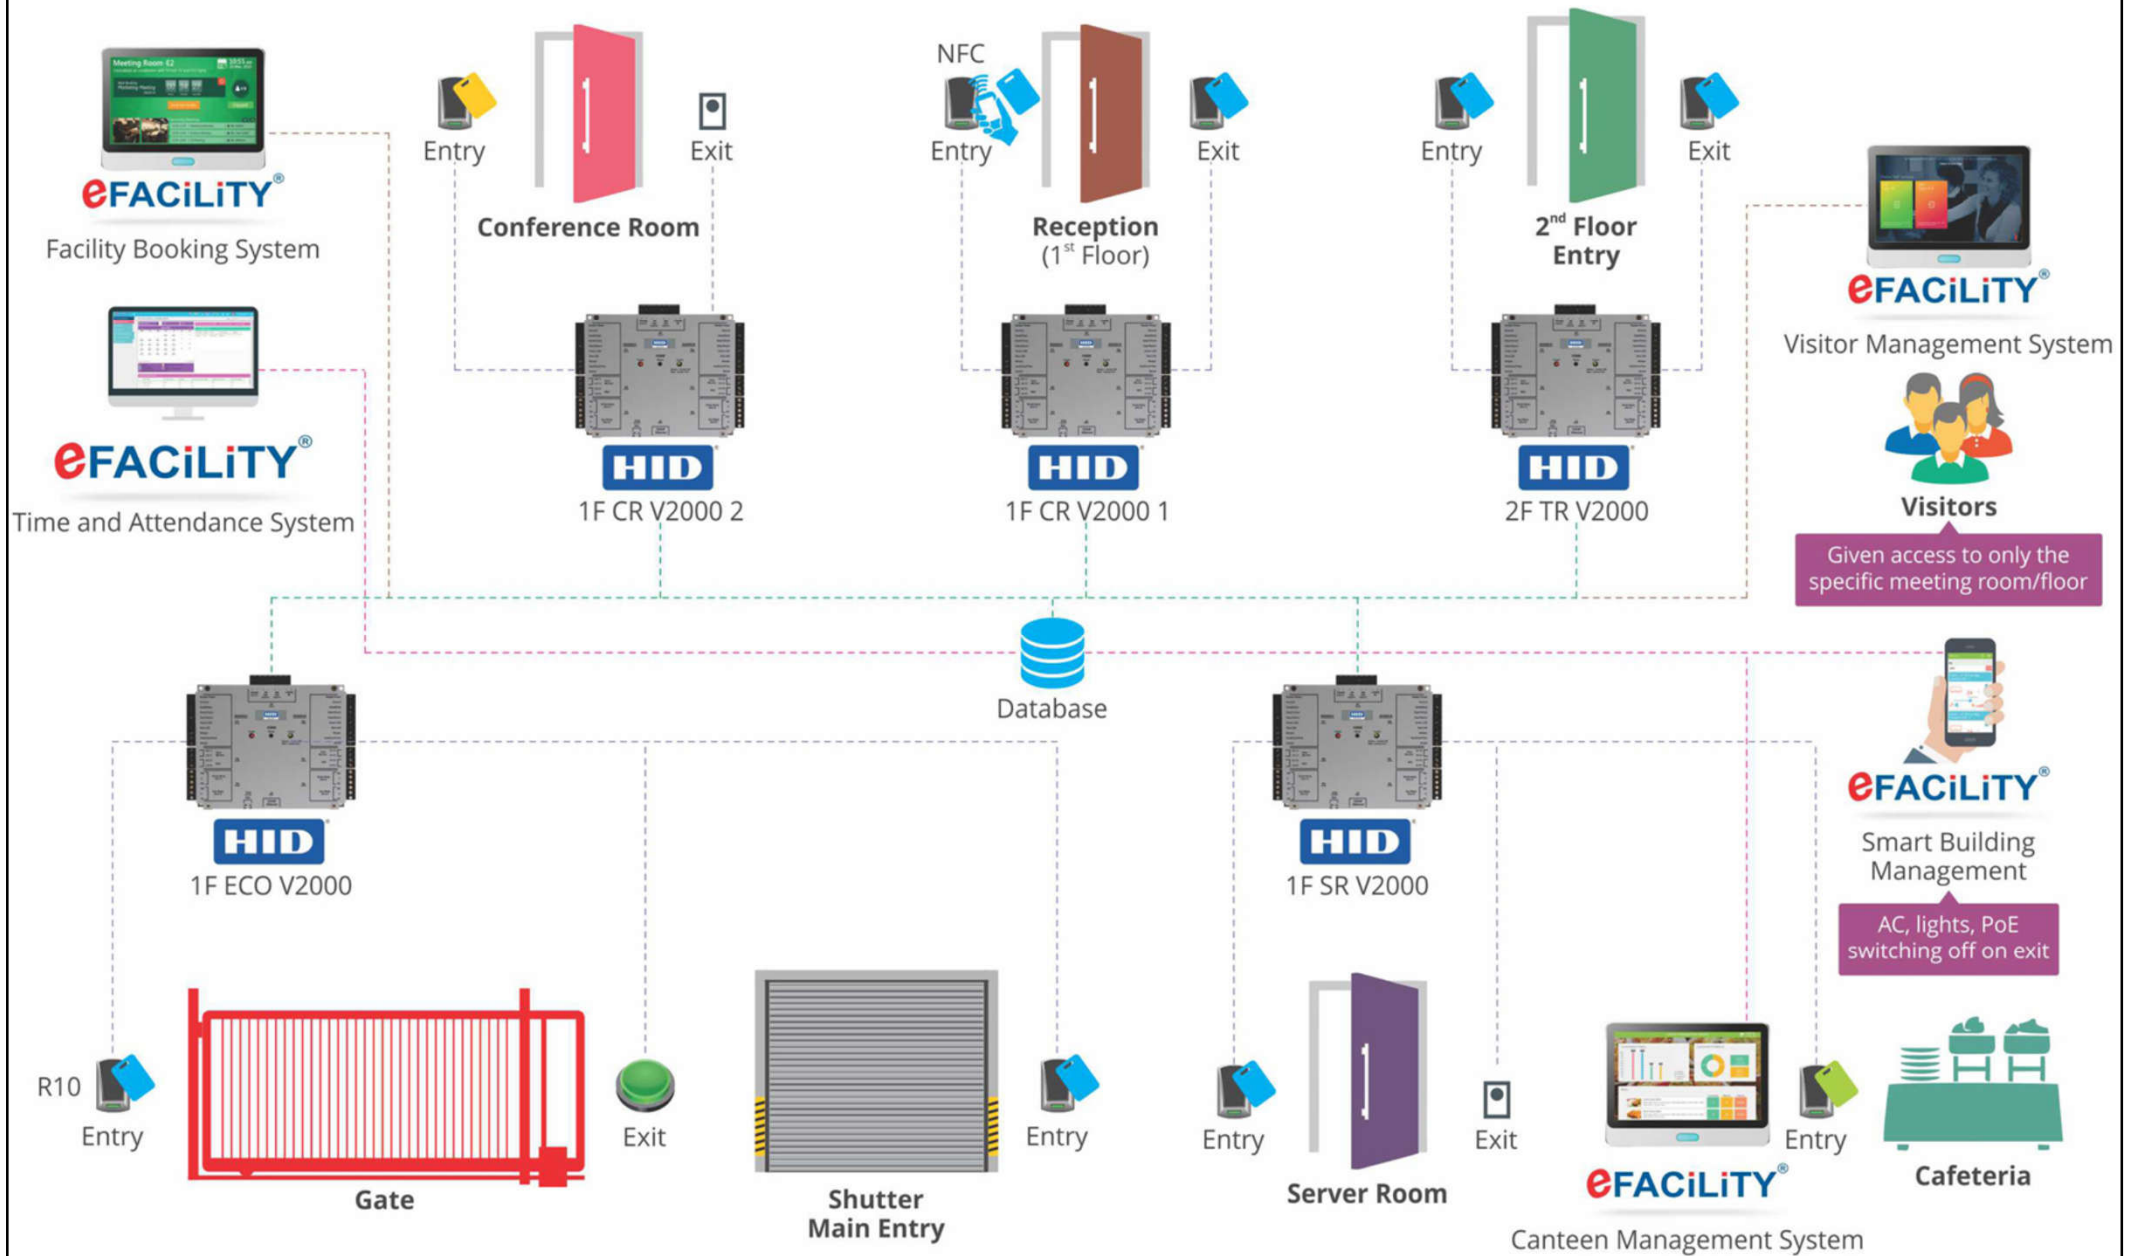 Meeting Room E2
eFACiLiTY®
Facility Booking System
Entry
Exit
Conference Room
NFC
Entry
Exit
Reception
(1st Floor)
Entry
Exit
2nd Floor
Entry
eFACiLiTY®
Visitor Management System
eFACiLiTY®
Time and Attendance System
HID
1F CR V2000 2
HID
1F CR V2000 1
HID
2F TR V2000
Visitors
Given access to only the
specific meeting room/floor
Database
HID
1F ECO V2000
HID
1F SR V2000
eFACiLiTY®
Smart Building
Management
AC, lights, PoE
switching off on exit
R10
Entry
Gate
Exit
Shutter
Main Entry
Entry
Entry
Server Room
Exit
eFACiLiTY®
Canteen Management System
Entry
Cafeteria